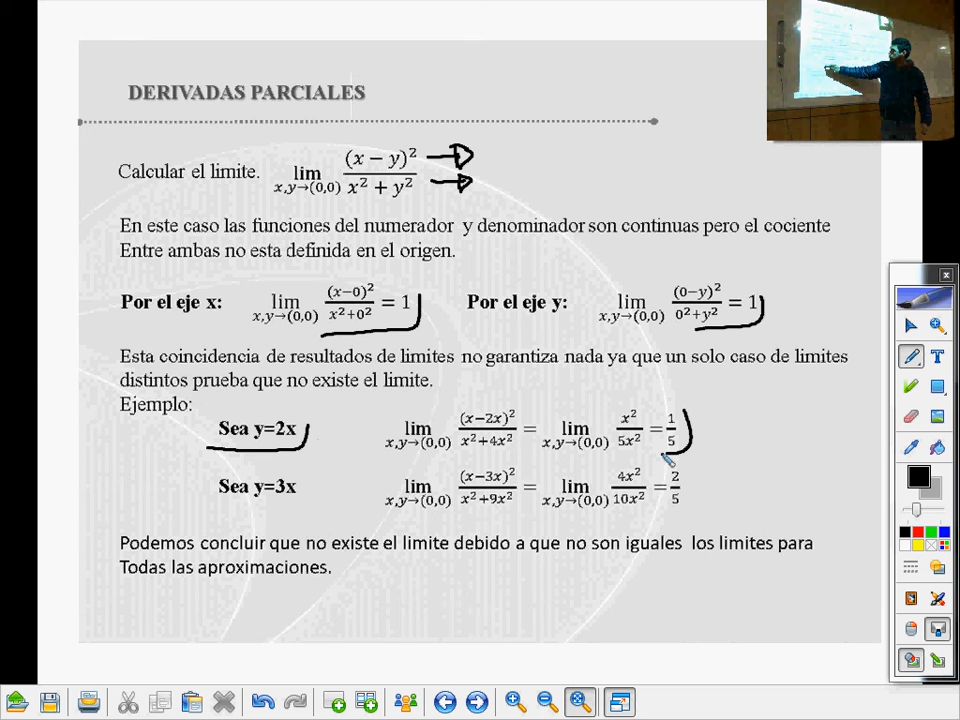 DERIVADAS PARCIALES
Calcular el limite. lim x,y→(0,0) (x − y)² / x² + y²
En este caso las funciones del numerador y denominador son continuas pero el cociente
Entre ambas no esta definida en el origen.
Por el eje x: lim x,y→(0,0) (x−0)² / x²+0² = 1 Por el eje y: lim x,y→(0,0) (0−y)² / 0²+y² = 1
Esta coincidencia de resultados de limites no garantiza nada ya que un solo caso de limites
distintos prueba que no existe el limite.
Ejemplo:
Sea y=2x lim x,y→(0,0) (x−2x)² / x²+4x² = lim x,y→(0,0) x² / 5x² = 1/5
Sea y=3x lim x,y→(0,0) (x−3x)² / x²+9x² = lim x,y→(0,0) 4x² / 10x² = 2/5
Podemos concluir que no existe el limite debido a que no son iguales los limites para
Todas las aproximaciones.